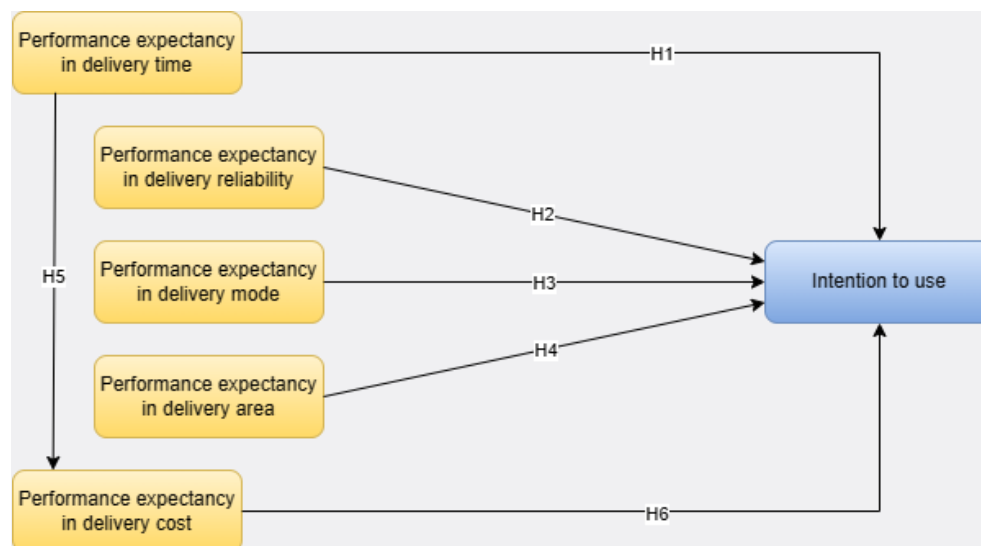 Performance expectancy
in delivery time
H1
Performance expectancy
in delivery reliability
H2
H5
Performance expectancy
in delivery mode
H3
Intention to use
Performance expectancy
in delivery area
H4
Performance expectancy
in delivery cost
H6